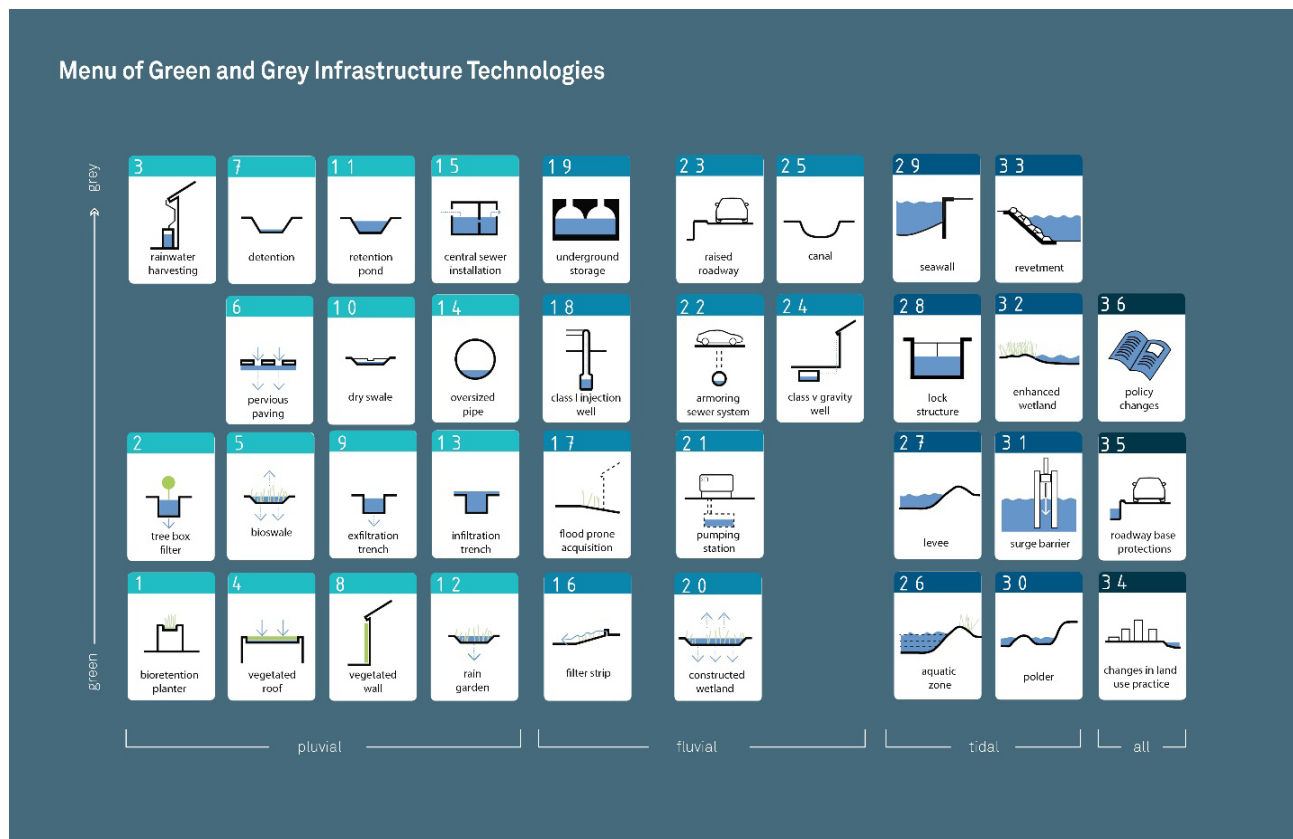 Menu of Green and Grey Infrastructure Technologies
grey
3
rainwater
harvesting
7
detention
11
retention
pond
15
central sewer
installation
19
underground
storage
23
raised
roadway
25
canal
29
seawall
33
revetment
6
pervious
paving
10
dry swale
14
oversized
pipe
18
class I injection
well
22
armoring
sewer system
24
class v gravity
well
28
lock
structure
32
enhanced
wetland
36
policy
changes
2
tree box
filter
5
bioswale
9
exfiltration
trench
13
infiltration
trench
17
flood prone
acquisition
21
pumping
station
27
levee
31
surge barrier
35
roadway base
protections
green
1
bioretention
planter
4
vegetated
roof
8
vegetated
wall
12
rain
garden
16
filter strip
20
constructed
wetland
26
aquatic
zone
30
polder
34
changes in land
use practice
pluvial
fluvial
tidal
all